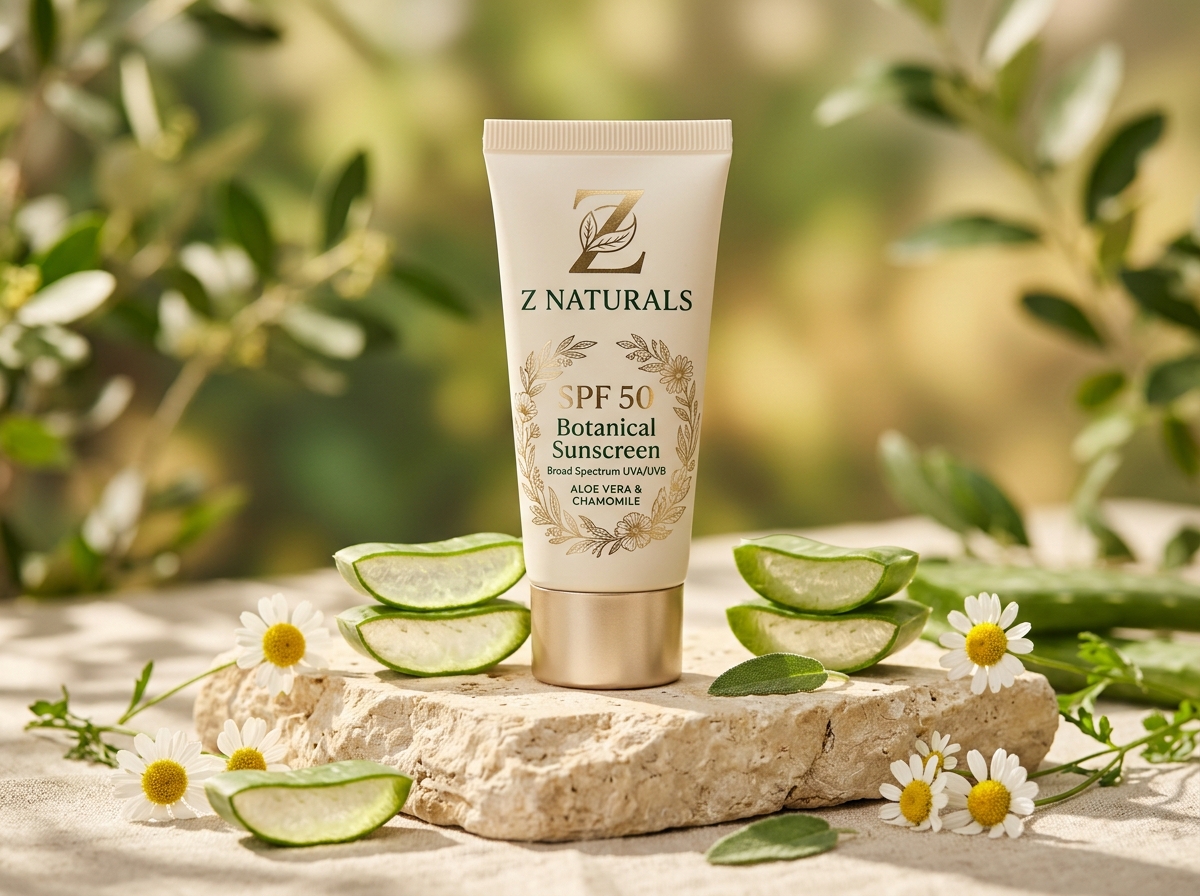 Z
Z NATURALS
SPF 50
Botanical
Sunscreen
Broad Spectrum UVA/UVB
ALOE VERA &
CHAMOMILE